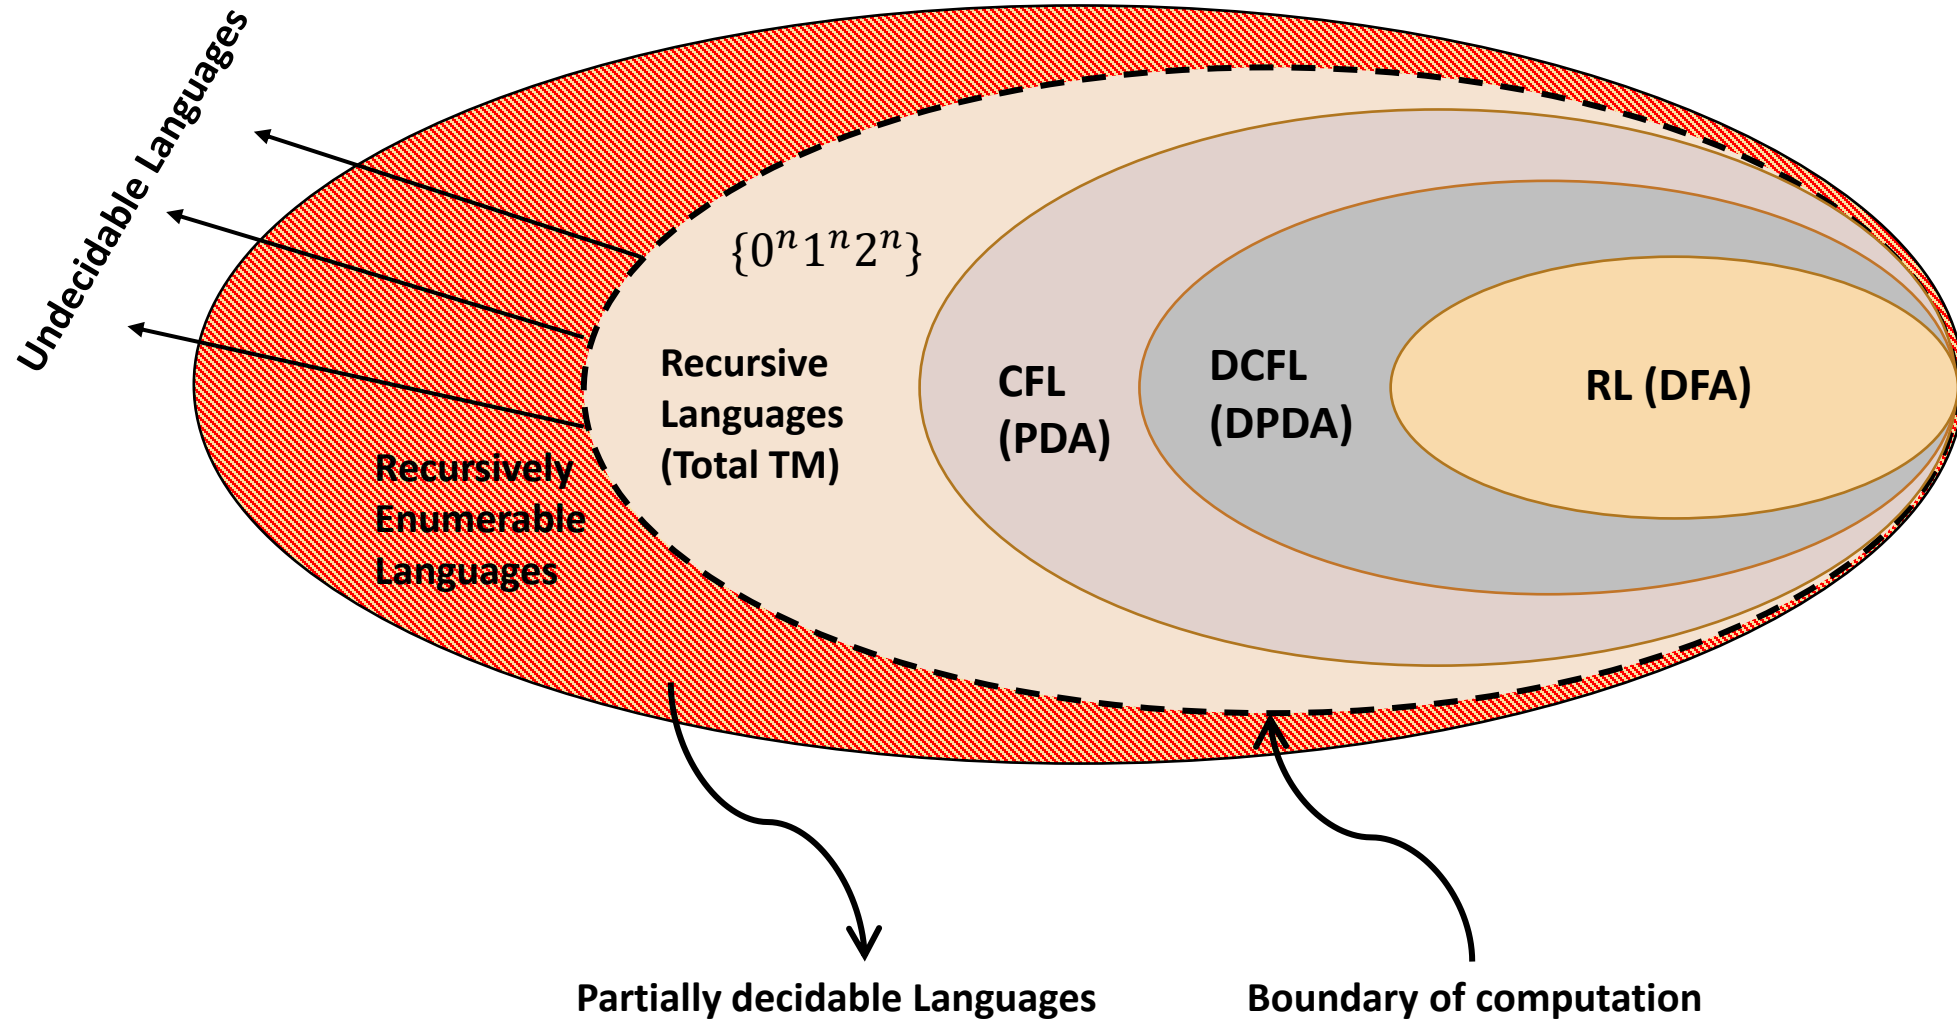 Undecidable Languages
{0ⁿ1ⁿ2ⁿ}
Recursive
Languages
(Total TM)
CFL
(PDA)
DCFL
(DPDA)
RL (DFA)
Recursively
Enumerable
Languages
Partially decidable Languages
Boundary of computation